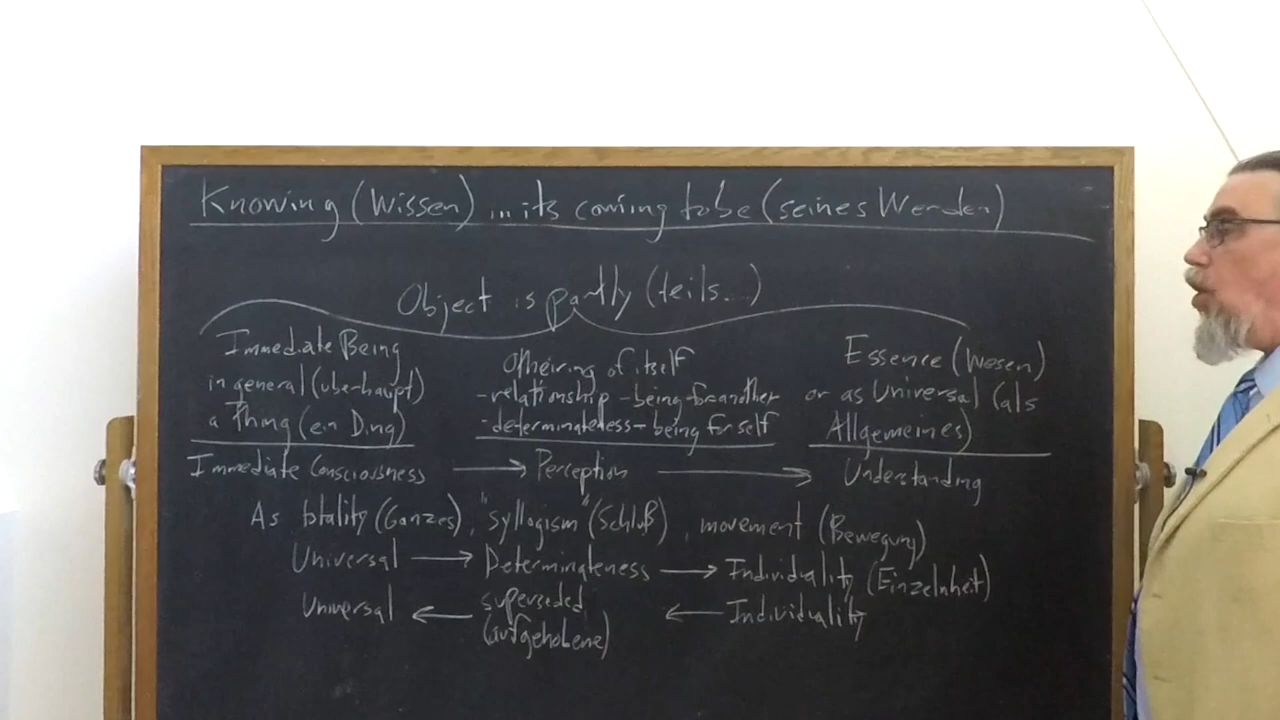 Knowing (Wissen) in its coming to be (seines Werden)
Object is partly (teils...)
Immediate Being
in general (uberhaupt)
a Thing (ein Ding)
Othering of itself
- relationship - being-for-another
- determinateness - being for self
Essence (Wesen)
or as Universal (als
Allgemeines)
Immediate Consciousness → Perception → Understanding
As totality (Ganzes), "syllogism" (Schluß), movement (Bewegung)
Universal → Determinateness → Individuality (Einzelnheit)
Universal ← superseded ← Individuality
(aufgehobene)